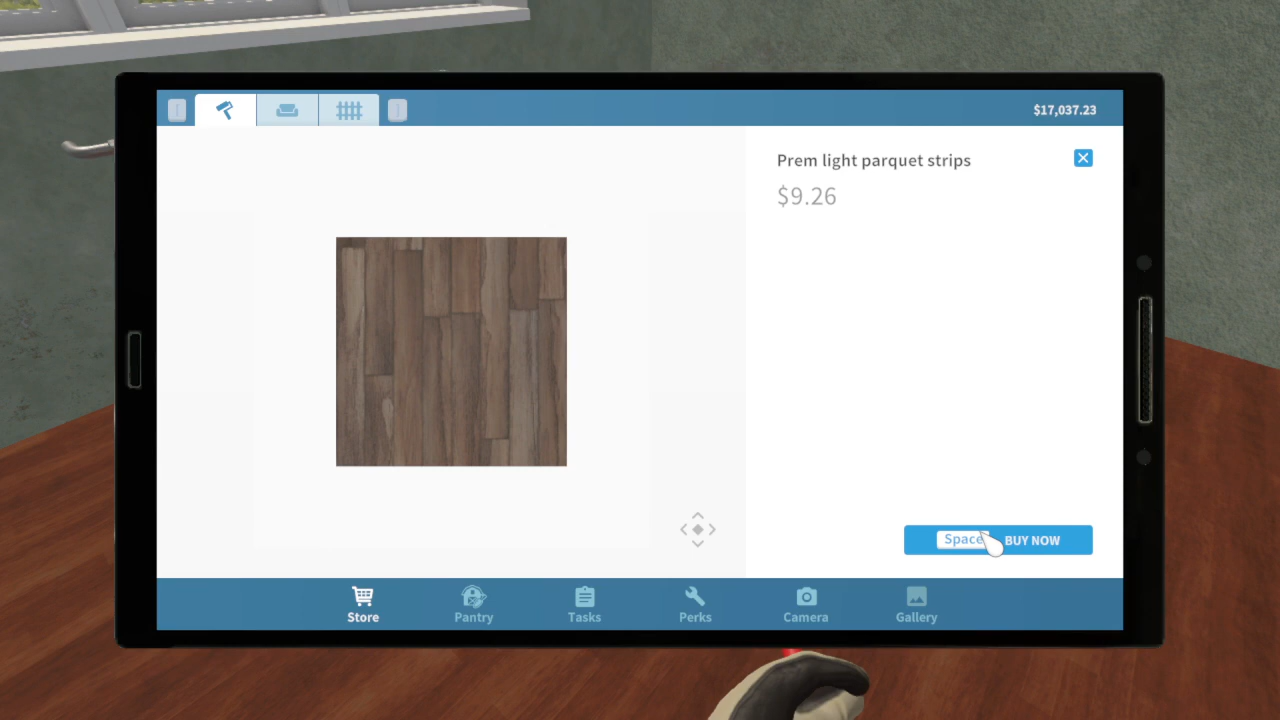 $17,037.23
Prem light parquet strips
$9.26
Space BUY NOW
Store Pantry Tasks Perks Camera Gallery